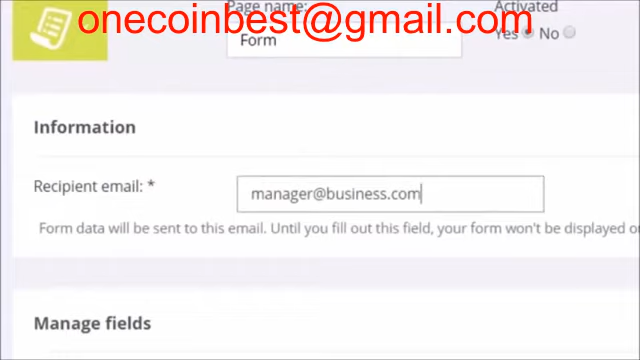 onecoinbest@gmail.com
Page name:
Activated
Form
Yes No
Information
Recipient email: *
manager@business.com
Form data will be sent to this email. Until you fill out this field, your form won't be displayed
Manage fields